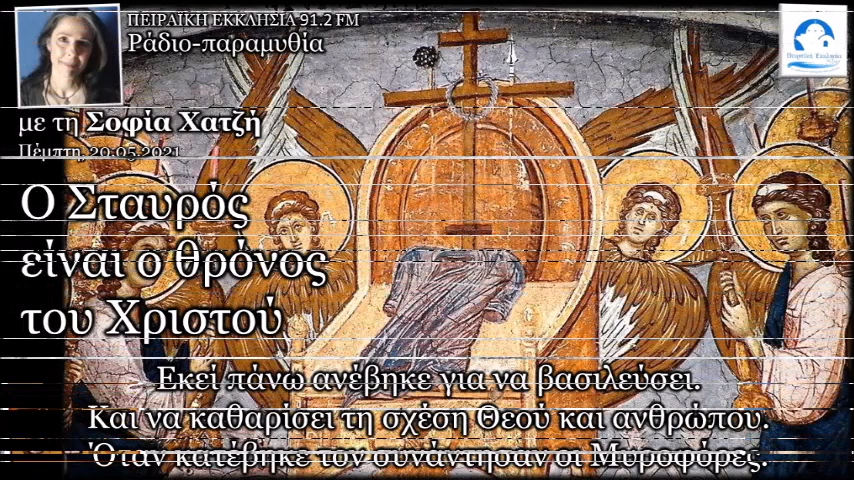 ΠΕΙΡΑΪΚΗ ΕΚΚΛΗΣΙΑ 91.2 FM
Ράδιο-παραμυθία
Πειραϊκή Εκκλησία
με τη Σοφία Χατζή
Πέμπτη, 20.05.2021
Ο Σταυρός
είναι ο θρόνος
του Χριστού
Εκεί πάνω ανέβηκε για να βασιλεύσει.
Και να καθαρίσει τη σχέση Θεού και ανθρώπου.
Όταν κατέβηκε τον συνάντησαν οι Μυροφόρες.